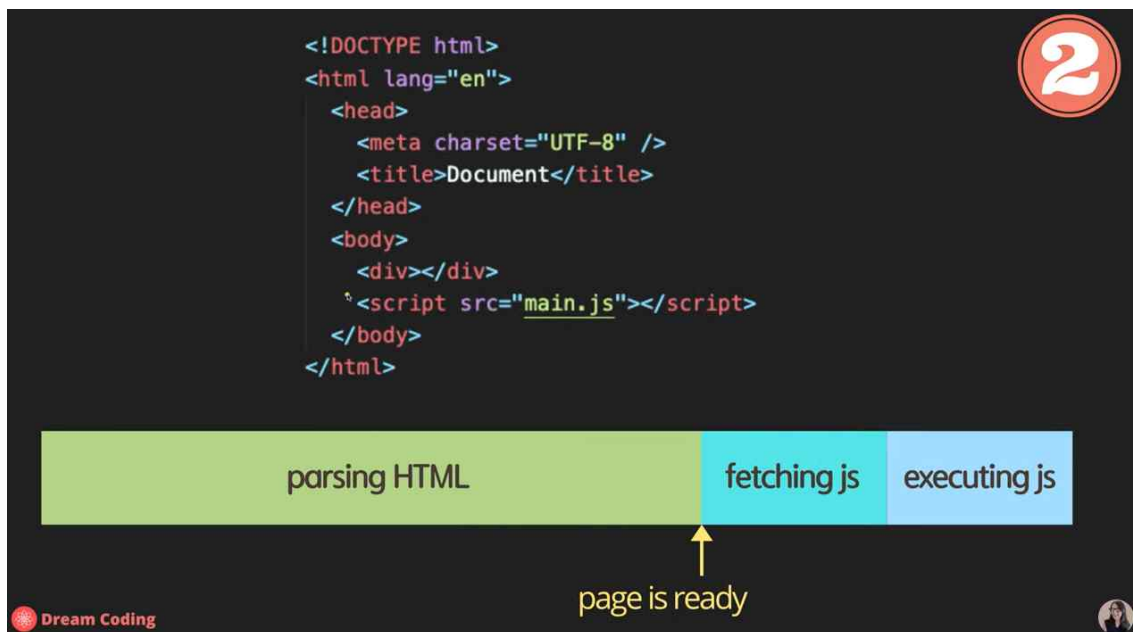 2
<!DOCTYPE html>
<html lang="en">
<head>
<meta charset="UTF-8" />
<title>Document</title>
</head>
<body>
<div></div>
<script src="main.js"></script>
</body>
</html>
parsing HTML
fetching js
executing js
page is ready
Dream Coding